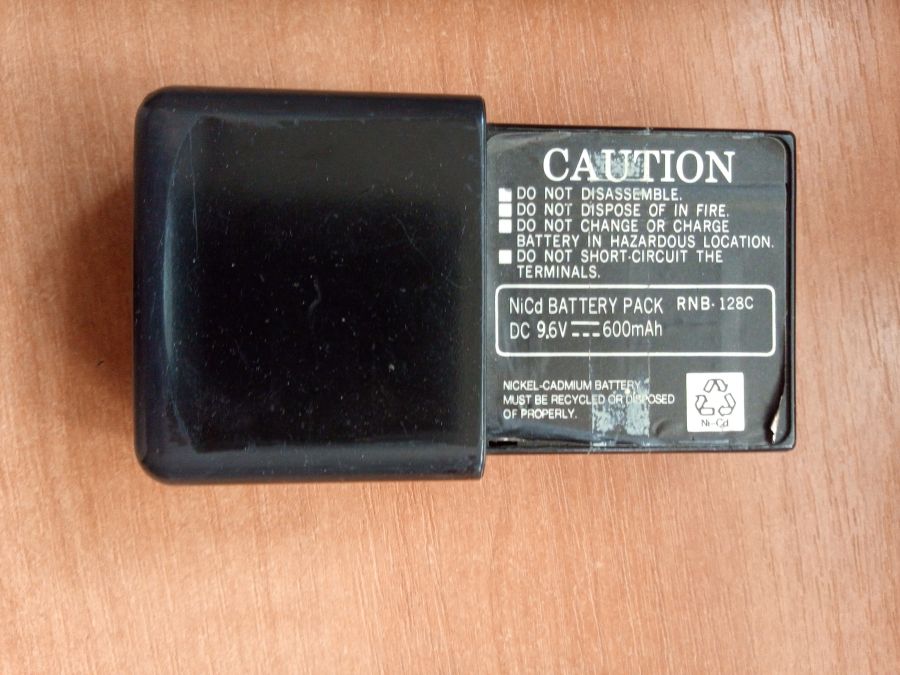 CAUTION
DO NOT DISASSEMBLE.
DO NOT DISPOSE OF IN FIRE.
DO NOT CHANGE OR CHARGE
BATTERY IN HAZARDOUS LOCATION.
DO NOT SHORT-CIRCUIT THE
TERMINALS.
NiCd BATTERY PACK RNB-128C
DC 9.6V 600mAh
NICKEL-CADMIUM BATTERY
MUST BE RECYCLED OR DISPOSED
OF PROPERLY.
Ni-Cd